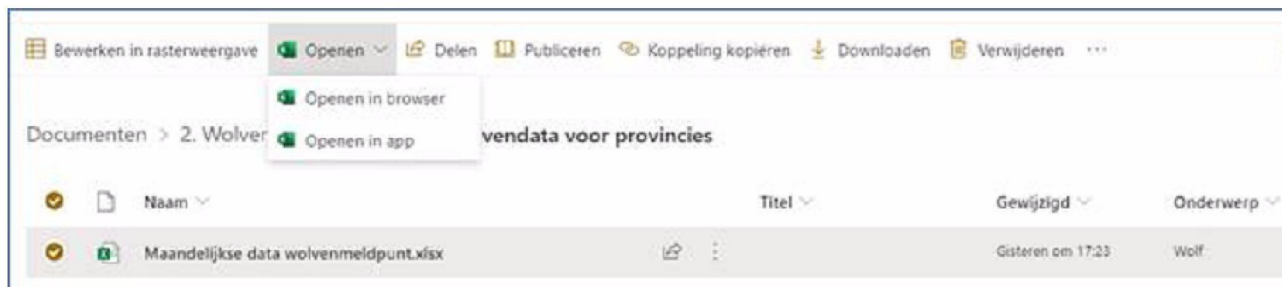 Bewerken in rasterweergave Openen Delen Publiceren Koppeling kopiëren Downloaden Verwijderen ...
Openen in browser
Documenten > 2. Wolver vendata voor provincies
Openen in app
Naam Titel Gewijzigd Onderwerp
Maandelijkse data wolvenmeldpunt.xlsx Gisteren om 17:23 Wolf